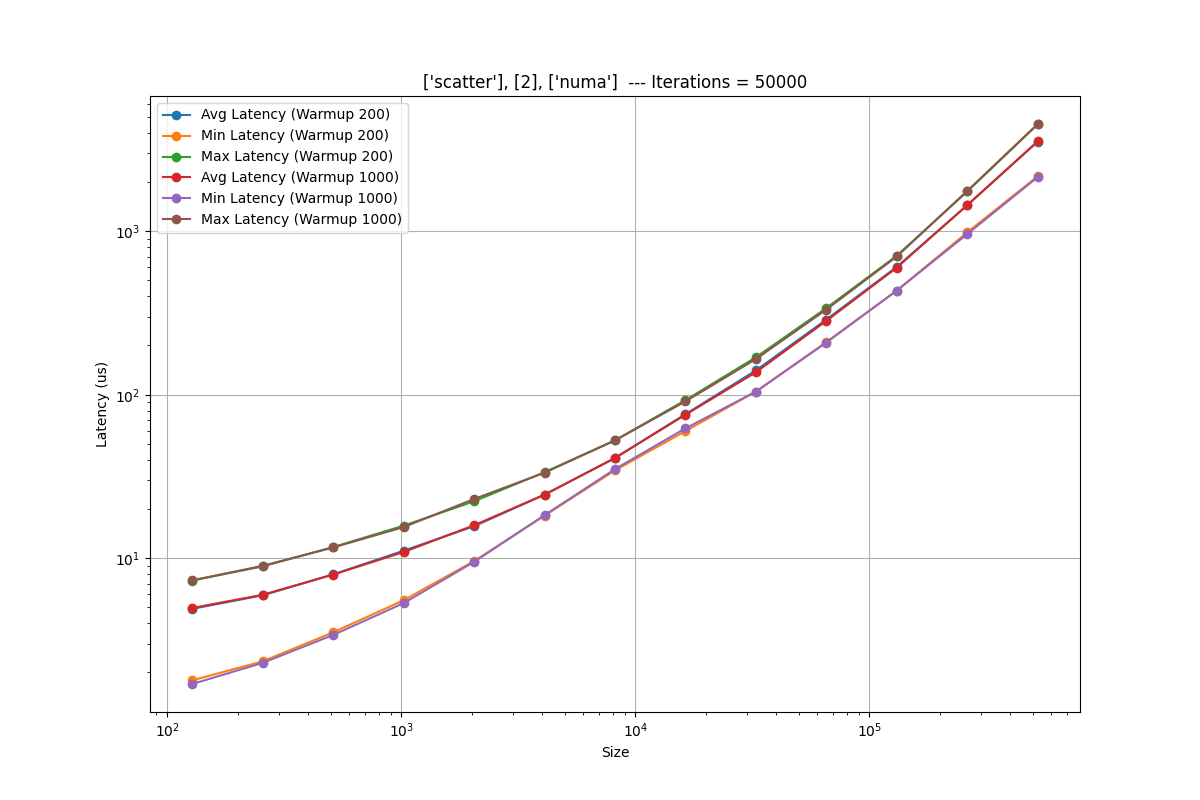 ['scatter'], [2], ['numa']  --- Iterations = 50000
Avg Latency (Warmup 200)
Min Latency (Warmup 200)
Max Latency (Warmup 200)
Avg Latency (Warmup 1000)
Min Latency (Warmup 1000)
Max Latency (Warmup 1000)
Latency (us)
10³
10²
10¹
10² 10³ 10⁴ 10⁵
Size